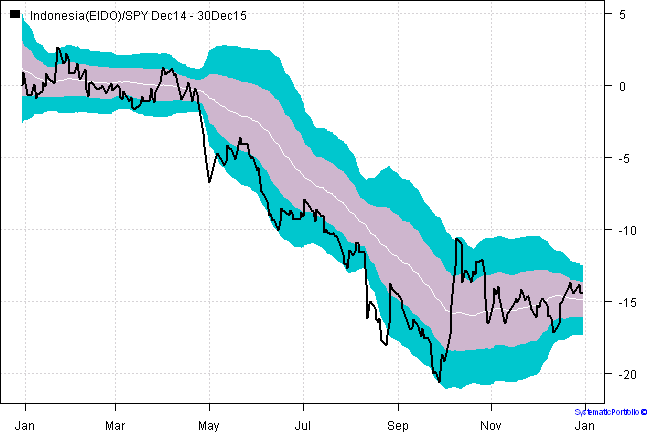 Indonesia(EIDO)/SPY Dec14 - 30Dec15
5
0
-5
-10
-15
-20
Jan Mar May Jul Sep Nov Jan
SystematicPortfolio ©